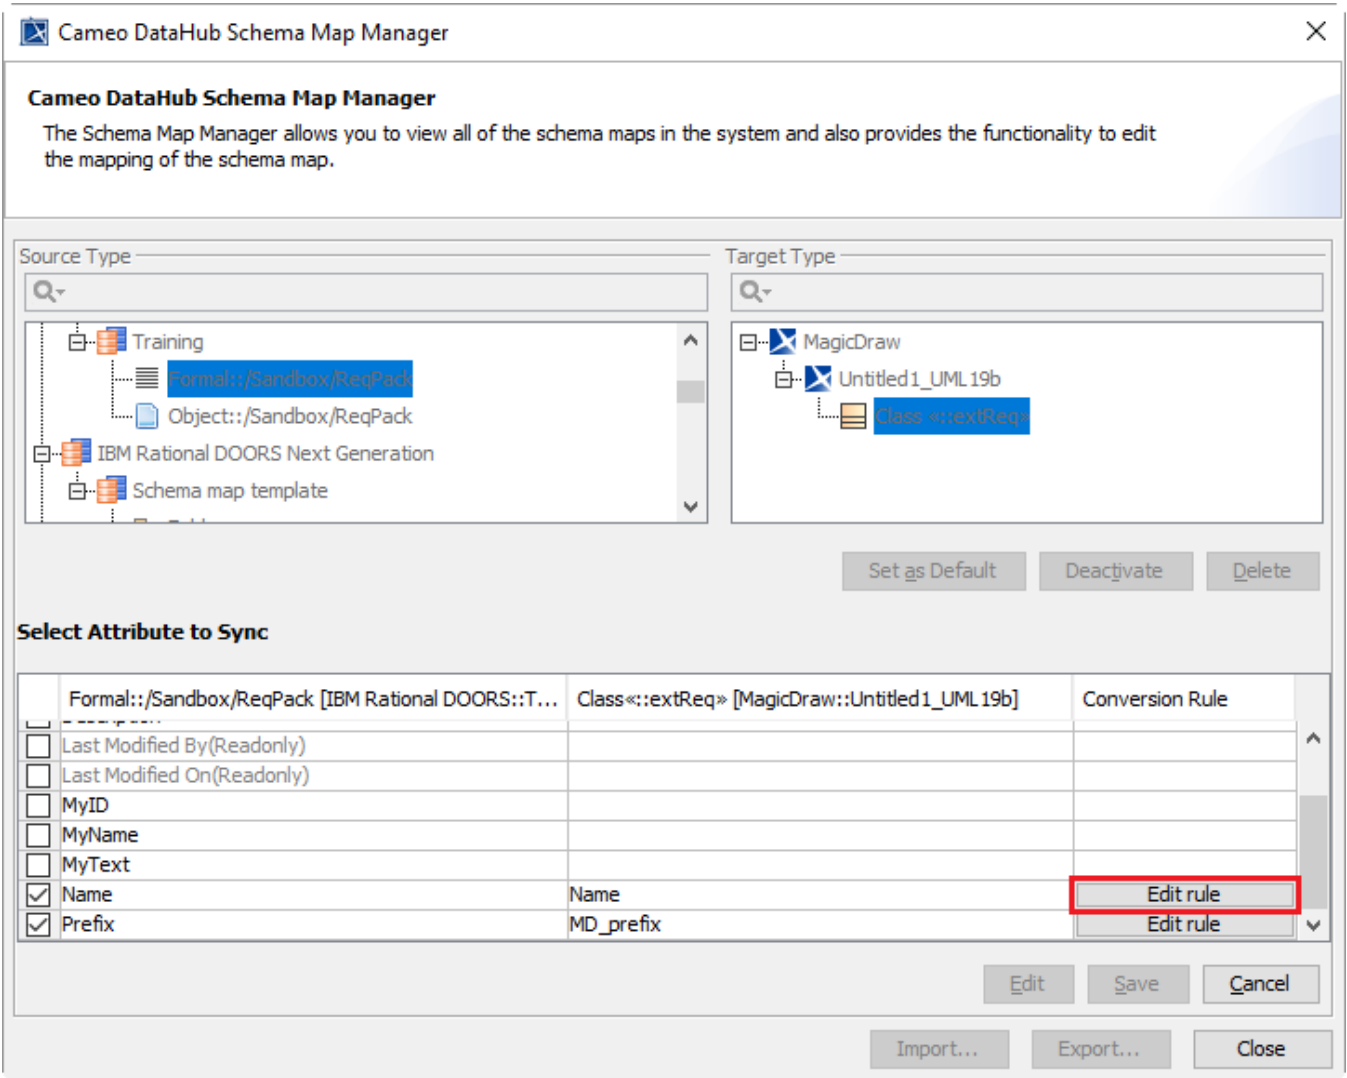 Cameo DataHub Schema Map Manager
Cameo DataHub Schema Map Manager
The Schema Map Manager allows you to view all of the schema maps in the system and also provides the functionality to edit
the mapping of the schema map.
Source Type
Target Type
Training
Formal::/Sandbox/ReqPack
Object::/Sandbox/ReqPack
IBM Rational DOORS Next Generation
Schema map template
MagicDraw
Untitled1_UML19b
Class «::extReq»
Set as Default
Deactivate
Delete
Select Attribute to Sync
Formal::/Sandbox/ReqPack [IBM Rational DOORS::T...
Class«::extReq» [MagicDraw::Untitled1_UML19b]
Conversion Rule
Last Modified By(Readonly)
Last Modified On(Readonly)
MyID
MyName
MyText
Name Name Edit rule
Prefix MD_prefix Edit rule
Edit
Save
Cancel
Import...
Export...
Close